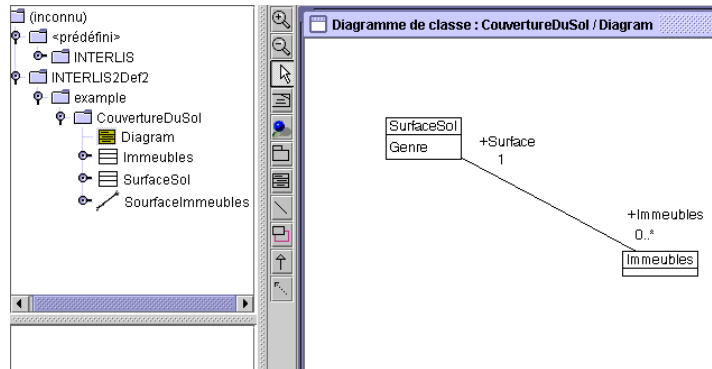 (inconnu)
<prédéfini>
INTERLIS
INTERLIS2Def2
example
CouvertureDuSol
Diagram
Immeubles
SurfaceSol
SourfaceImmeubles
Diagramme de classe : CouvertureDuSol / Diagram
SurfaceSol
Genre
+Surface
1
+Immeubles
0..*
Immeubles